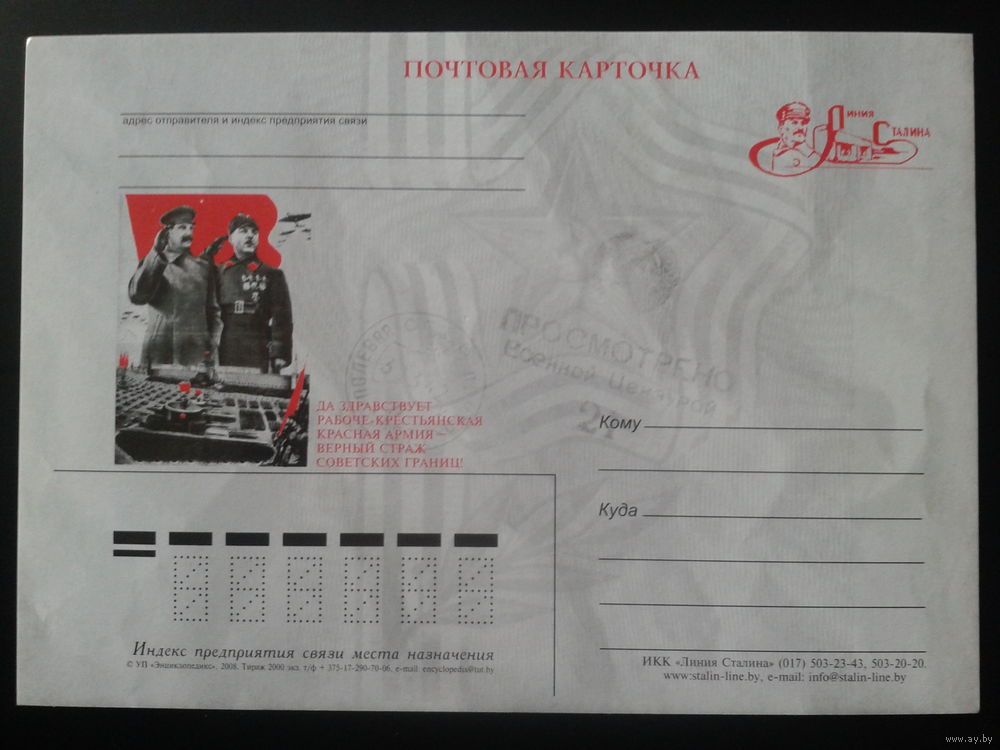 ПОЧТОВАЯ КАРТОЧКА
адрес отправителя и индекс предприятия связи
Линия
Сталина
ПРОСМОТРЕНО
Военной Цензурой
ДА ЗДРАВСТВУЕТ
РАБОЧЕ-КРЕСТЬЯНСКАЯ
КРАСНАЯ АРМИЯ –
ВЕРНЫЙ СТРАЖ
СОВЕТСКИХ ГРАНИЦ!
Кому
Куда
Индекс предприятия связи места назначения
© УП «Энциклопедикс», 2008. Тираж 2000 экз. т/ф + 375-17-290-70-06, e-mail encyclopedix@tut.by
ИКК «Линия Сталина» (017) 503-23-43, 503-20-20.
www.stalin-line.by, e-mail: info@stalin-line.by
www.ay.by